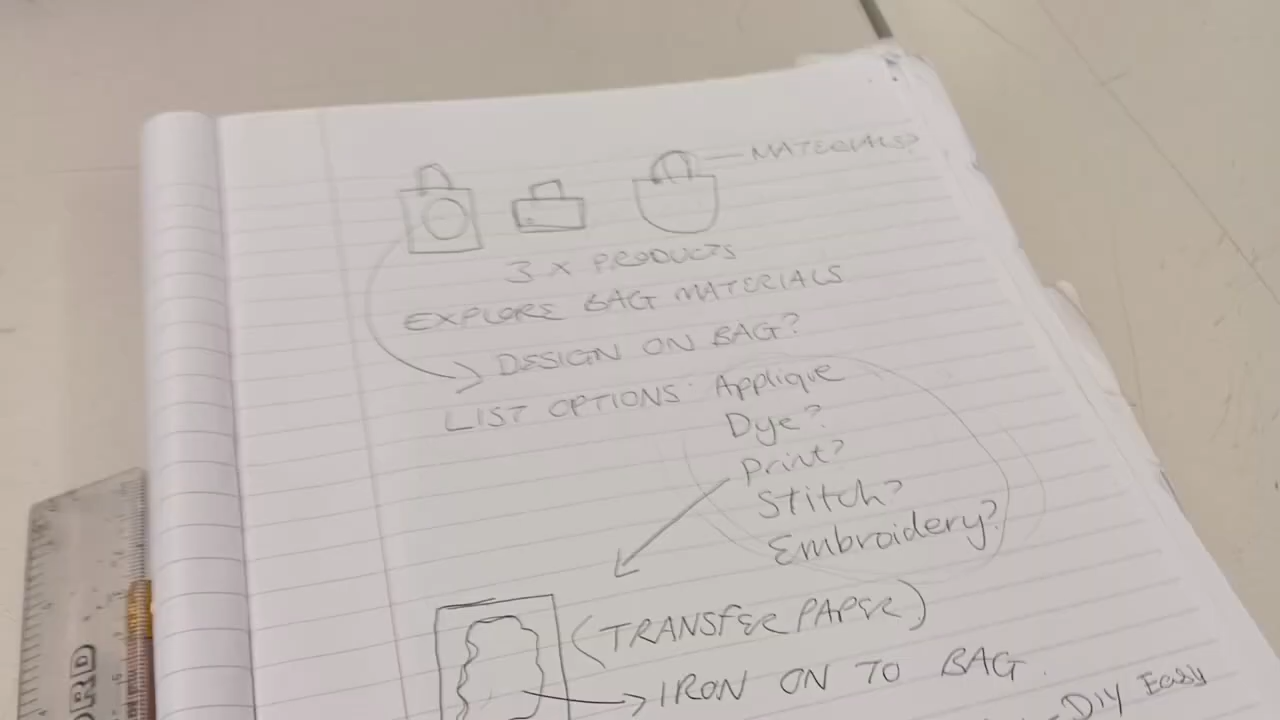 MATERIALS?
3 x PRODUCTS
EXPLORE BAG MATERIALS
DESIGN ON BAG?
LIST OPTIONS: Applique
Dye?
Print?
Stitch?
Embroidery?
(TRANSFER PAPER)
IRON ON TO BAG.
- DIY Easy
ORD